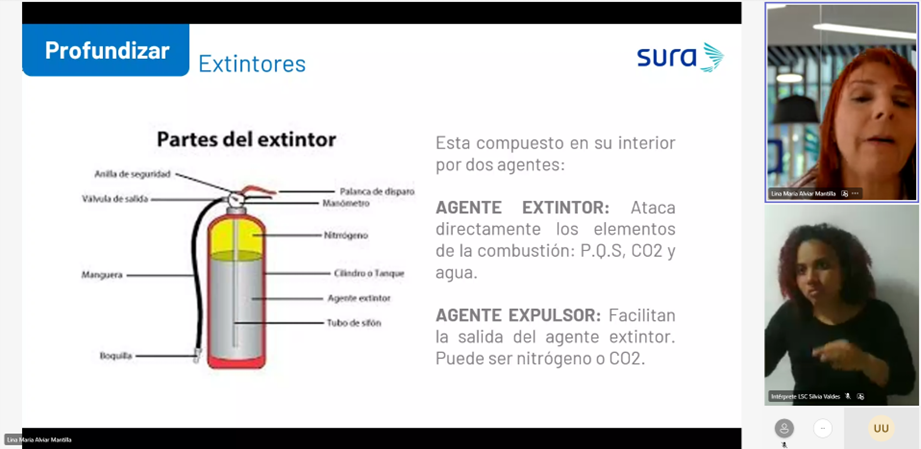 Profundizar
Extintores
sura
Partes del extintor
Anilla de seguridad
Válvula de salida
Palanca de disparo
Manómetro
Nitrógeno
Manguera
Cilindro o Tanque
Agente extintor
Tubo de sifón
Boquilla
Esta compuesto en su interior
por dos agentes:
AGENTE EXTINTOR: Ataca
directamente los elementos
de la combustión: P.Q.S, CO2 y
agua.
AGENTE EXPULSOR: Facilitan
la salida del agente extintor.
Puede ser nitrógeno o CO2.
Lina Maria Alviar Mantilla
Lina Maria Alviar Mantilla
Intérprete LSC Silvia Valdes
UU